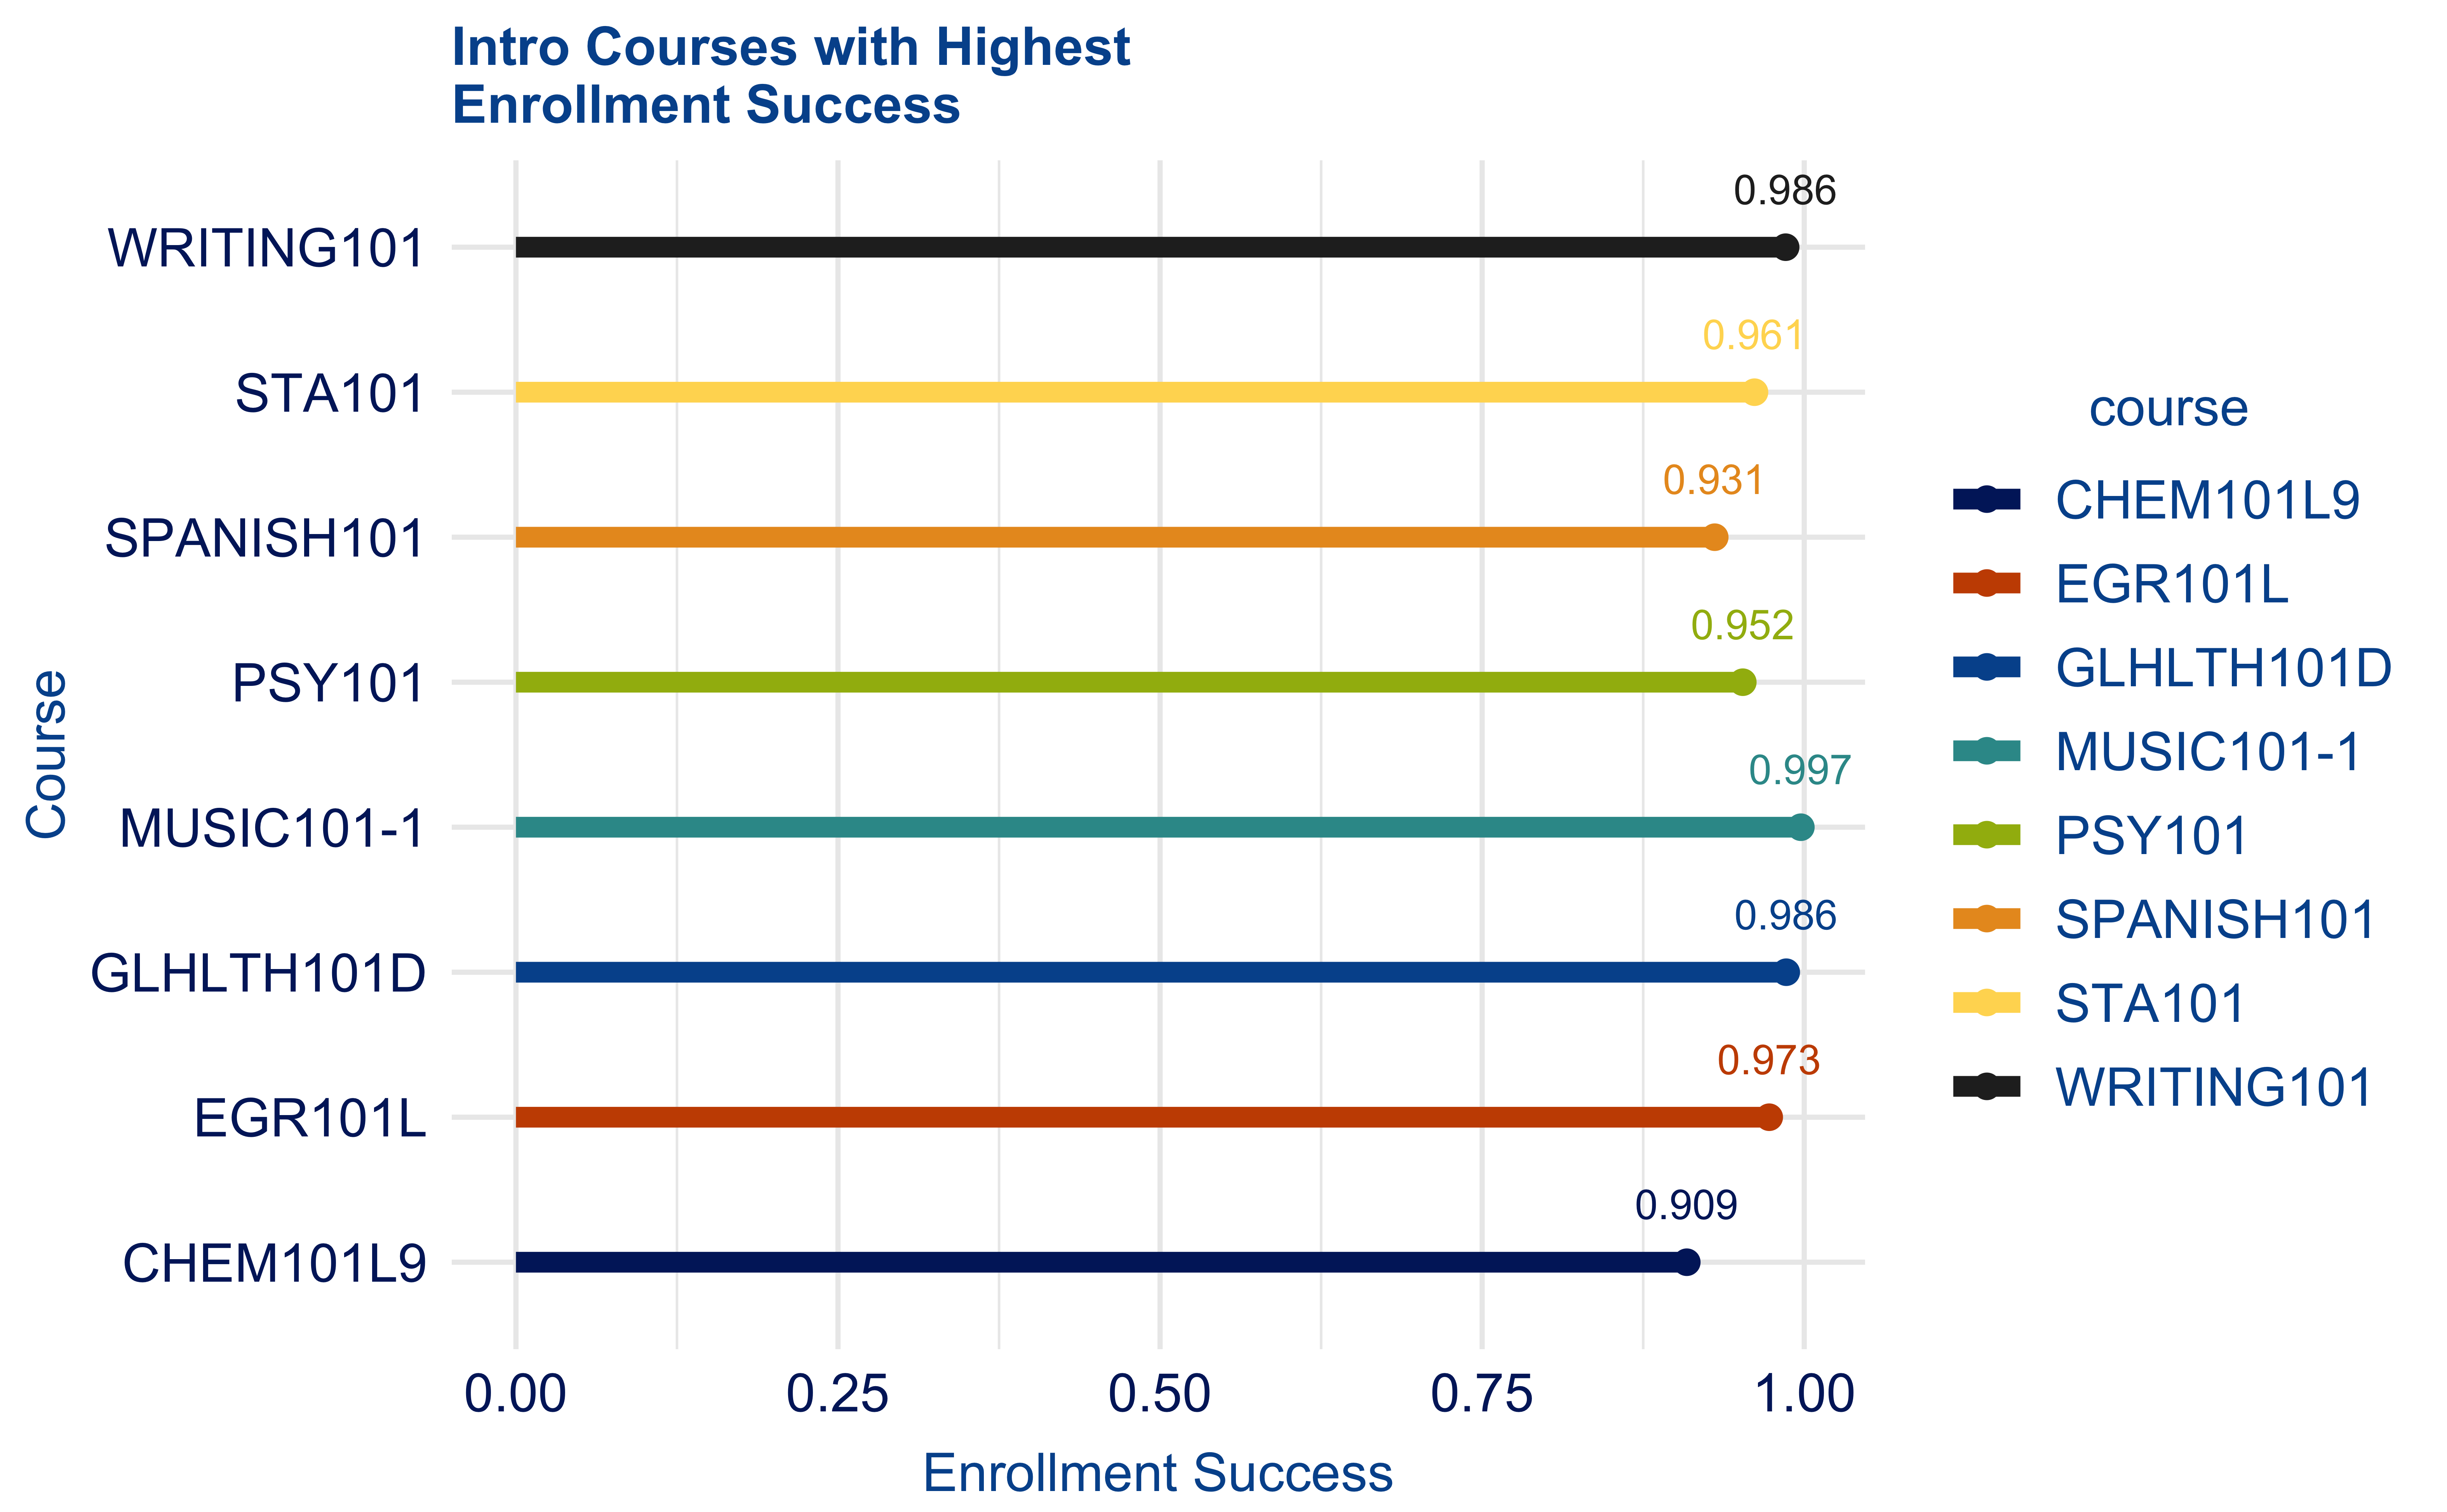 Intro Courses with Highest
Enrollment Success
WRITING101
0.986
STA101
0.961
SPANISH101
0.931
PSY101
0.952
MUSIC101-1
0.997
GLHLTH101D
0.986
EGR101L
0.973
CHEM101L9
0.909
Course
0.00
0.25
0.50
0.75
1.00
Enrollment Success
course
CHEM101L9
EGR101L
GLHLTH101D
MUSIC101-1
PSY101
SPANISH101
STA101
WRITING101